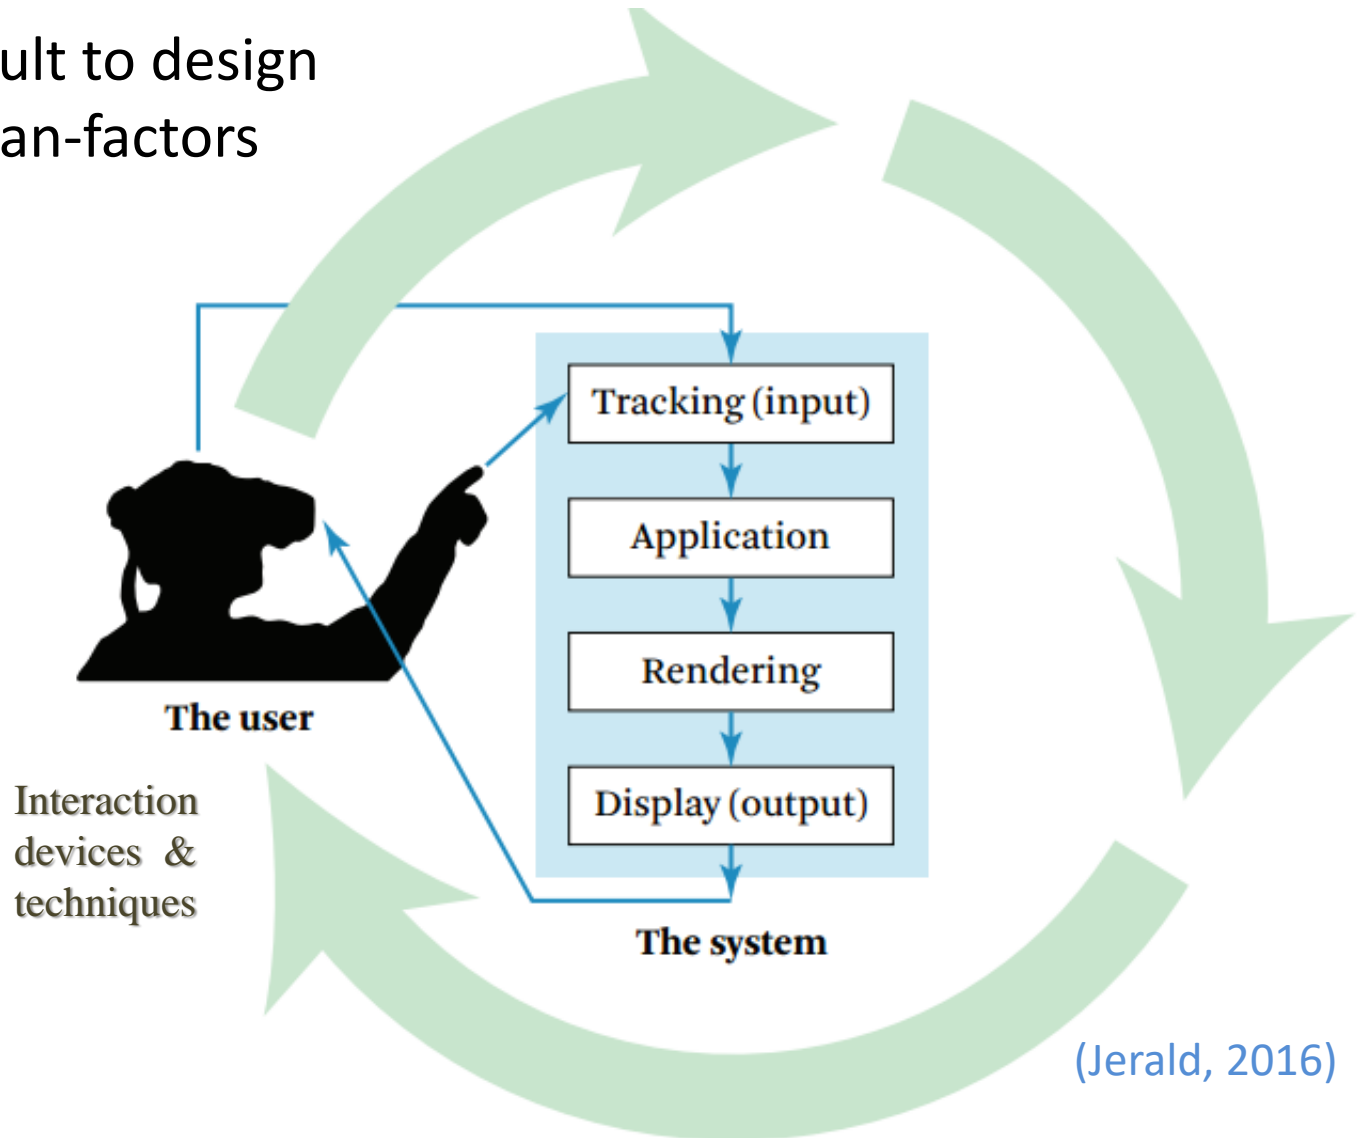 ult to design
an-factors
Tracking (input)
Application
Rendering
Display (output)
The user
Interaction
devices &
techniques
The system
(Jerald, 2016)